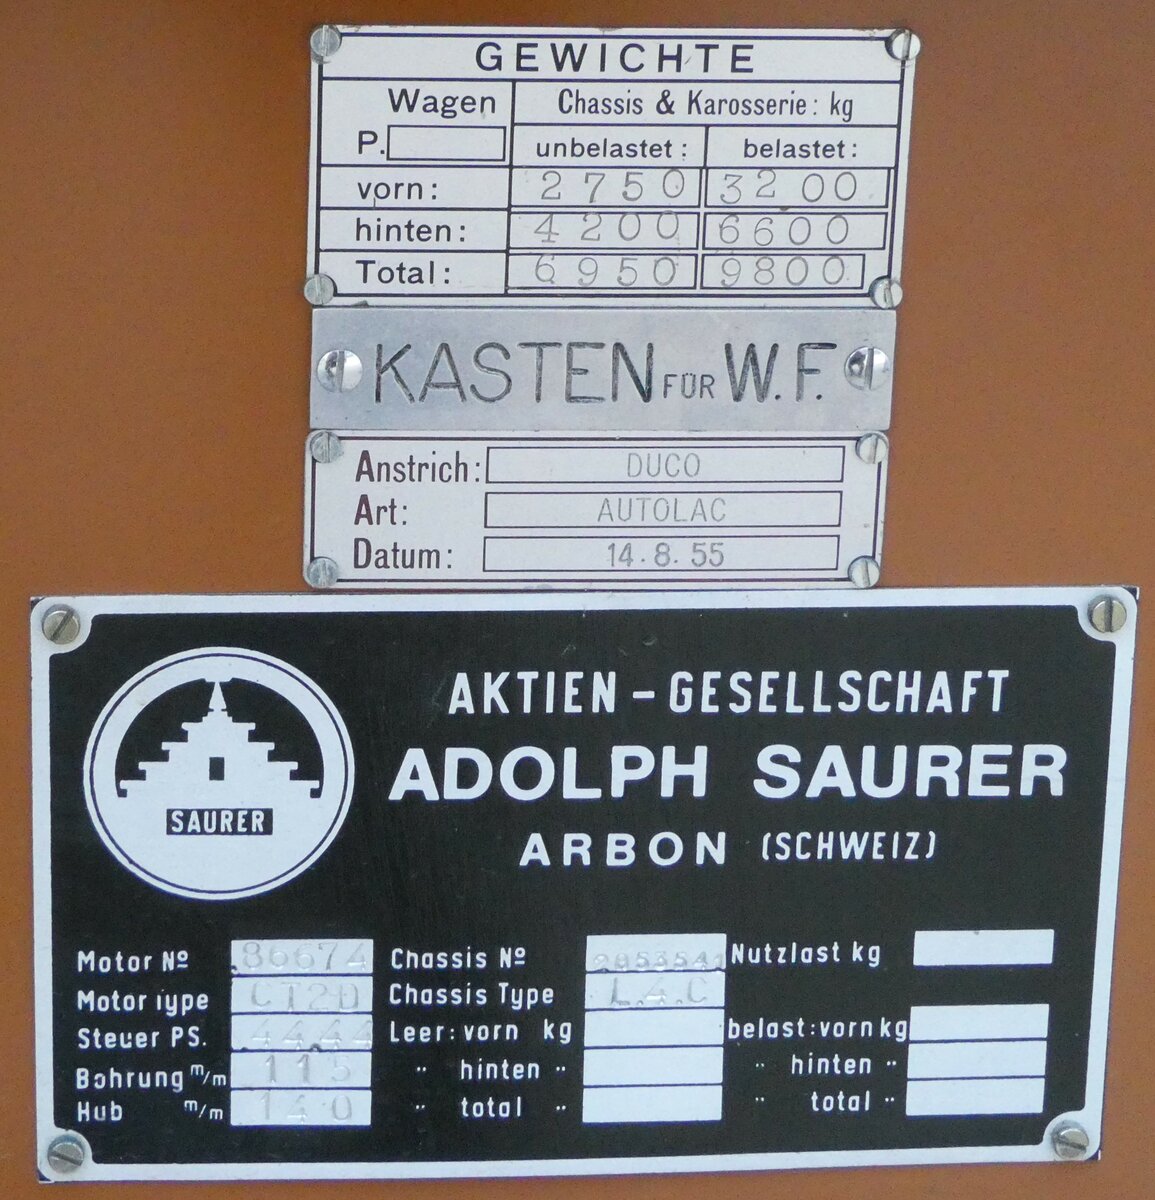 GEWICHTE
Wagen
P.
Chassis & Karosserie: kg
unbelastet: belastet:
vorn: 2750 3200
hinten: 4200 6600
Total: 6950 9800
KASTEN FÜR W.F.
Anstrich: DUCO
Art: AUTOLAC
Datum: 14.8.55
SAURER
AKTIEN-GESELLSCHAFT
ADOLPH SAURER
ARBON (SCHWEIZ)
Motor Nº 86674 Chassis Nº Nutzlast kg
Motor Type CT2D Chassis Type L.4.C
Steuer PS. Leer: vorn kg belast: vorn kg
Bohrung m/m 115 " hinten " " hinten "
Hub m/m 140 " total " " total "